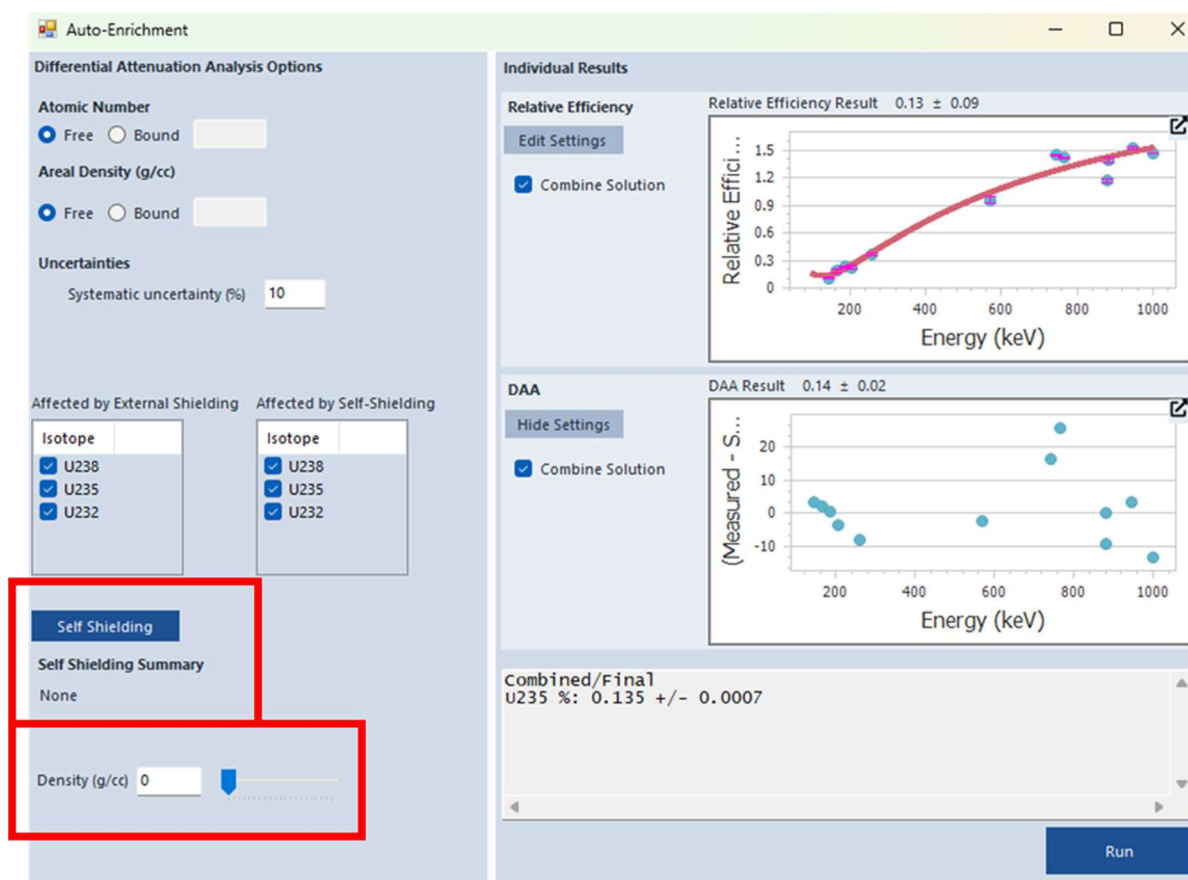 Auto-Enrichment
Differential Attenuation Analysis Options
Atomic Number
Free Bound
Areal Density (g/cc)
Free Bound
Uncertainties
Systematic uncertainty (%) 10
Affected by External Shielding Affected by Self-Shielding
Isotope Isotope
U238 U238
U235 U235
U232 U232
Self Shielding
Self Shielding Summary
None
Density (g/cc) 0
Individual Results
Relative Efficiency
Edit Settings
Combine Solution
Relative Efficiency Result 0.13 ± 0.09
Relative Effici...
1.5
1.2
0.9
0.6
0.3
0
200 400 600 800 1000
Energy (keV)
DAA
Hide Settings
Combine Solution
DAA Result 0.14 ± 0.02
(Measured - S...
20
10
0
-10
200 400 600 800 1000
Energy (keV)
Combined/Final
U235 %: 0.135 +/- 0.0007
Run